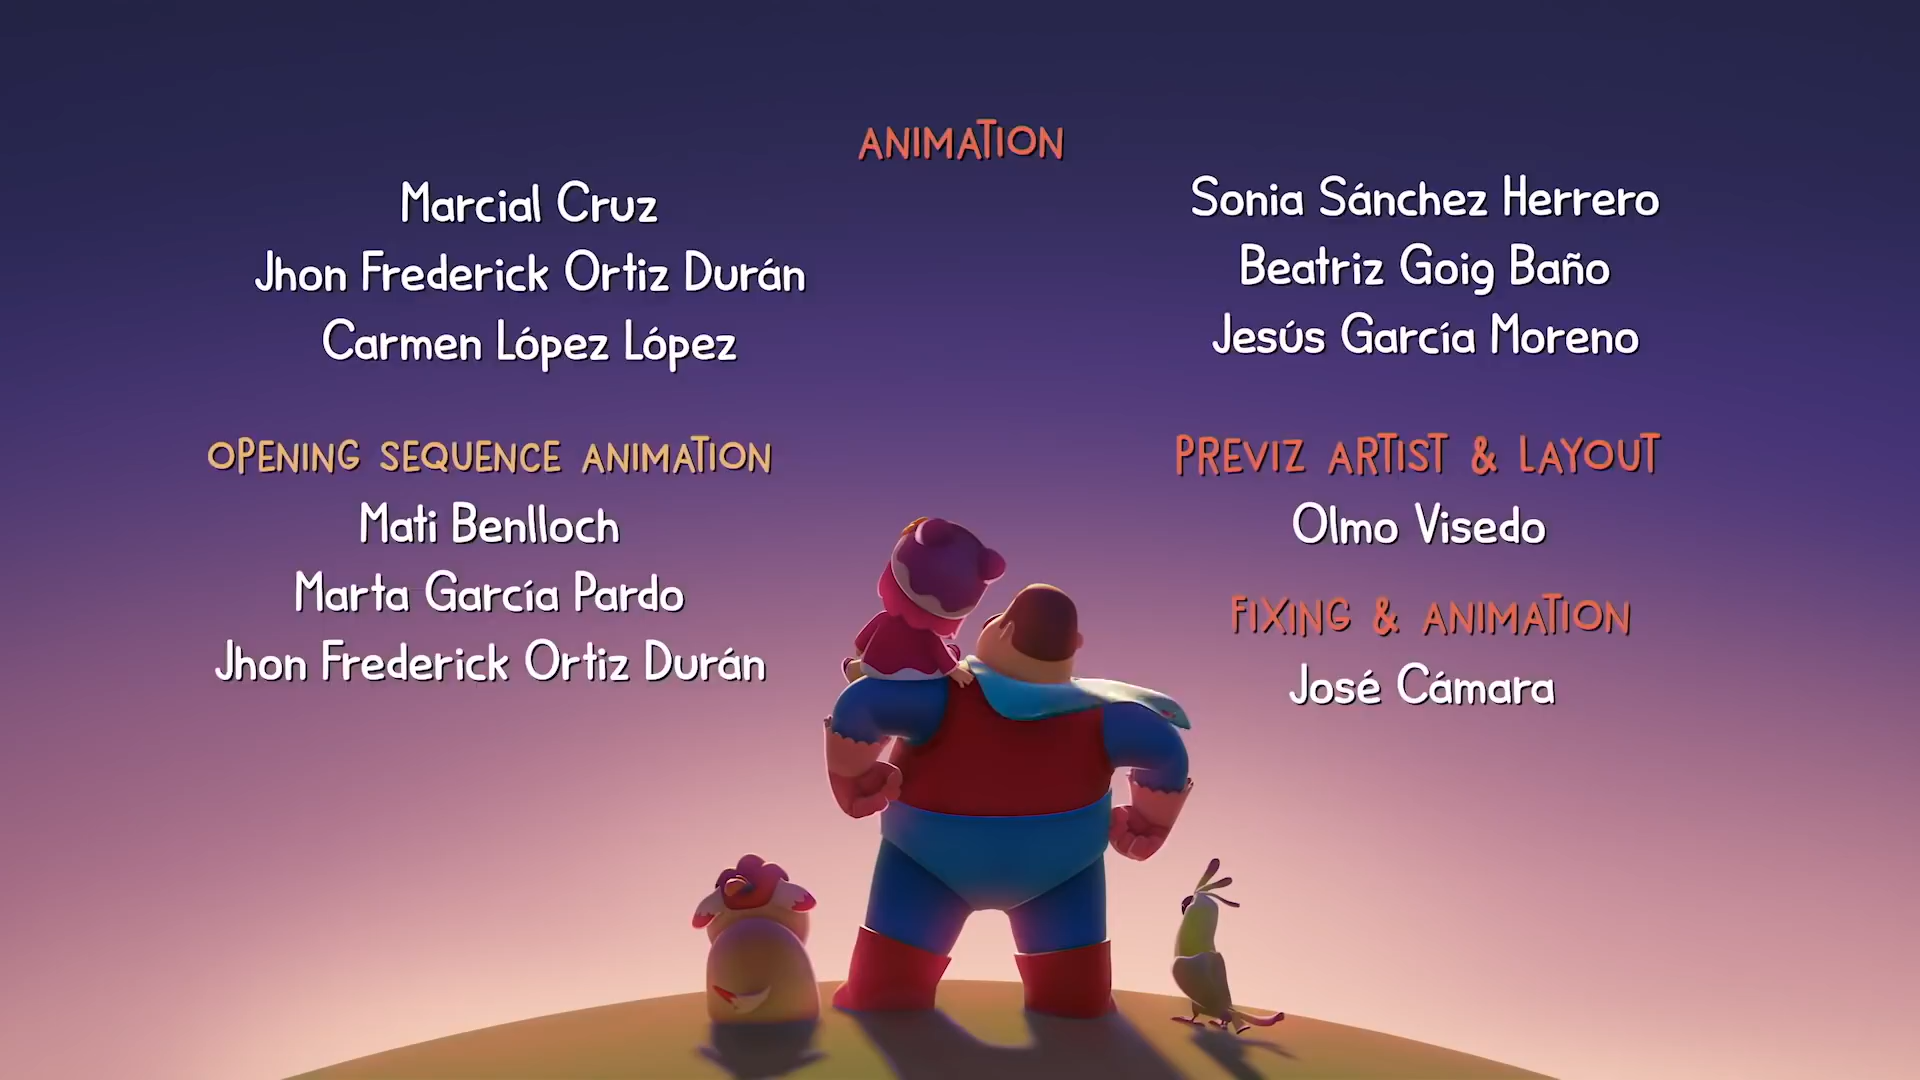 ANIMATION
Marcial Cruz
Jhon Frederick Ortiz Durán
Carmen López López
Sonia Sánchez Herrero
Beatriz Goig Baño
Jesús García Moreno
OPENING SEQUENCE ANIMATION
Mati Benlloch
Marta García Pardo
Jhon Frederick Ortiz Durán
PREVIZ ARTIST & LAYOUT
Olmo Visedo
FIXING & ANIMATION
José Cámara